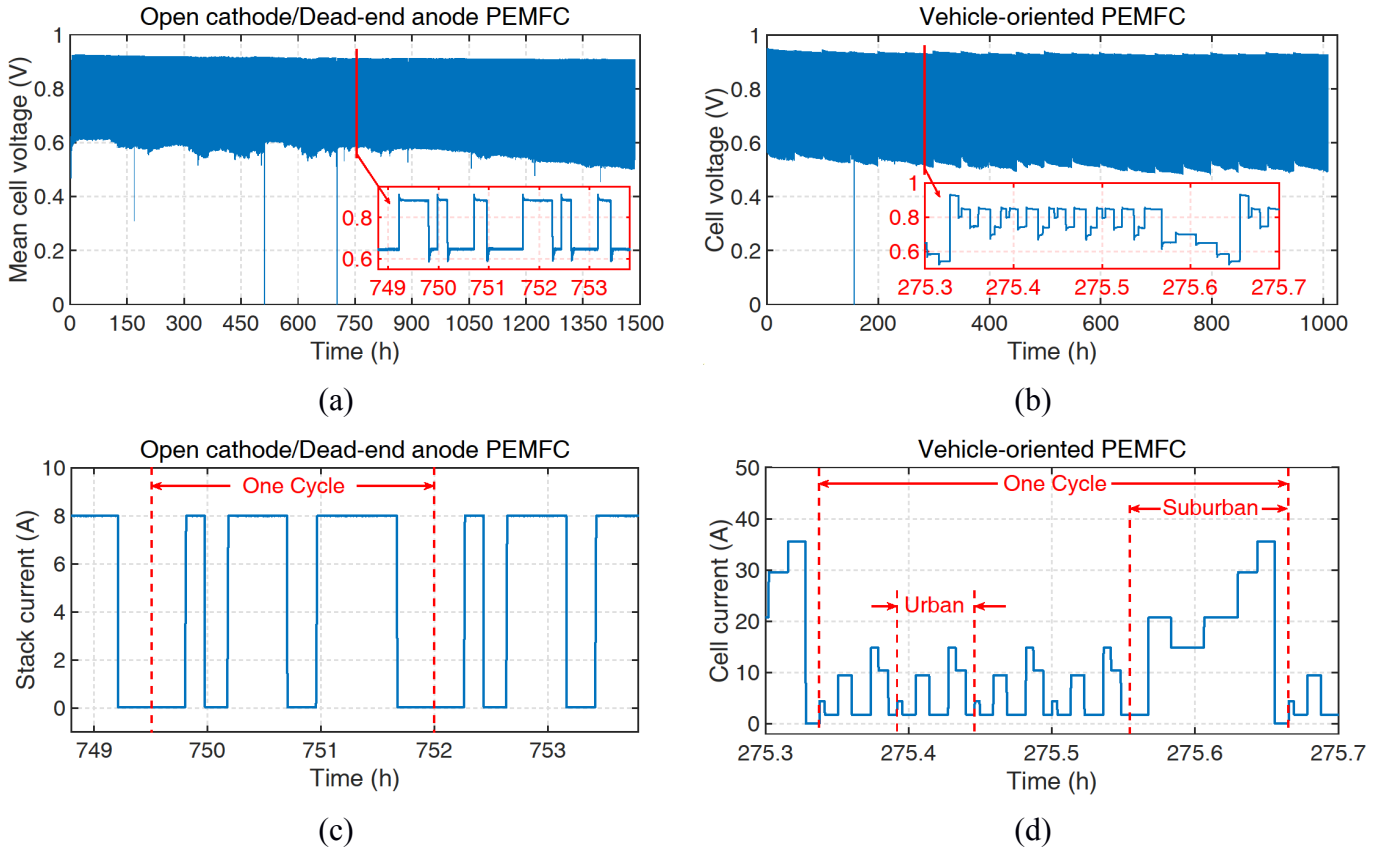 Open cathode/Dead-end anode PEMFC
Mean cell voltage (V)
1
0.8
0.6
0.4
0.2
0
0.8
0.6
749 750 751 752 753
0 150 300 450 600 750 900 1050 1200 1350 1500
Time (h)
(a)
Vehicle-oriented PEMFC
Cell voltage (V)
1
0.8
0.6
0.4
0.2
0
1
0.8
0.6
275.3 275.4 275.5 275.6 275.7
0 200 400 600 800 1000
Time (h)
(b)
Open cathode/Dead-end anode PEMFC
Stack current (A)
10
8
6
4
2
0
One Cycle
749 750 751 752 753
Time (h)
(c)
Vehicle-oriented PEMFC
Cell current (A)
50
40
30
20
10
0
One Cycle
Suburban
Urban
275.3 275.4 275.5 275.6 275.7
Time (h)
(d)